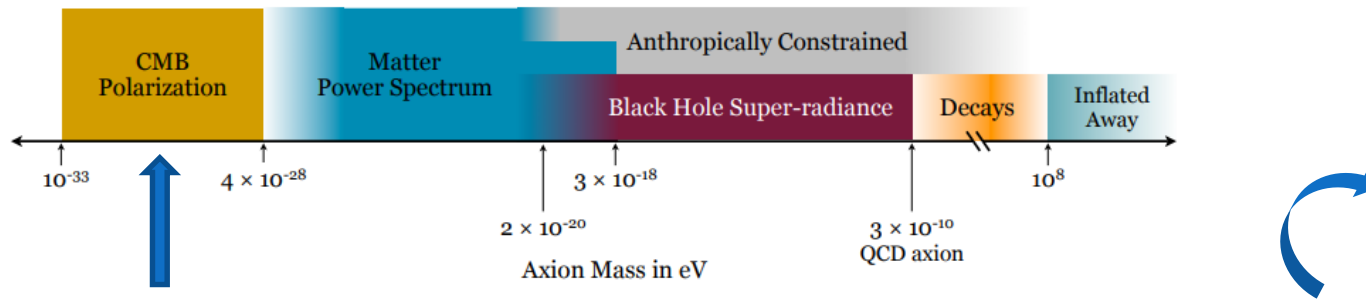 CMB
Polarization
Matter
Power Spectrum
Anthropically Constrained
Black Hole Super-radiance
Decays
Inflated
Away
10⁻³³
4 × 10⁻²⁸
3 × 10⁻¹⁸
10⁸
2 × 10⁻²⁰
3 × 10⁻¹⁰
QCD axion
Axion Mass in eV